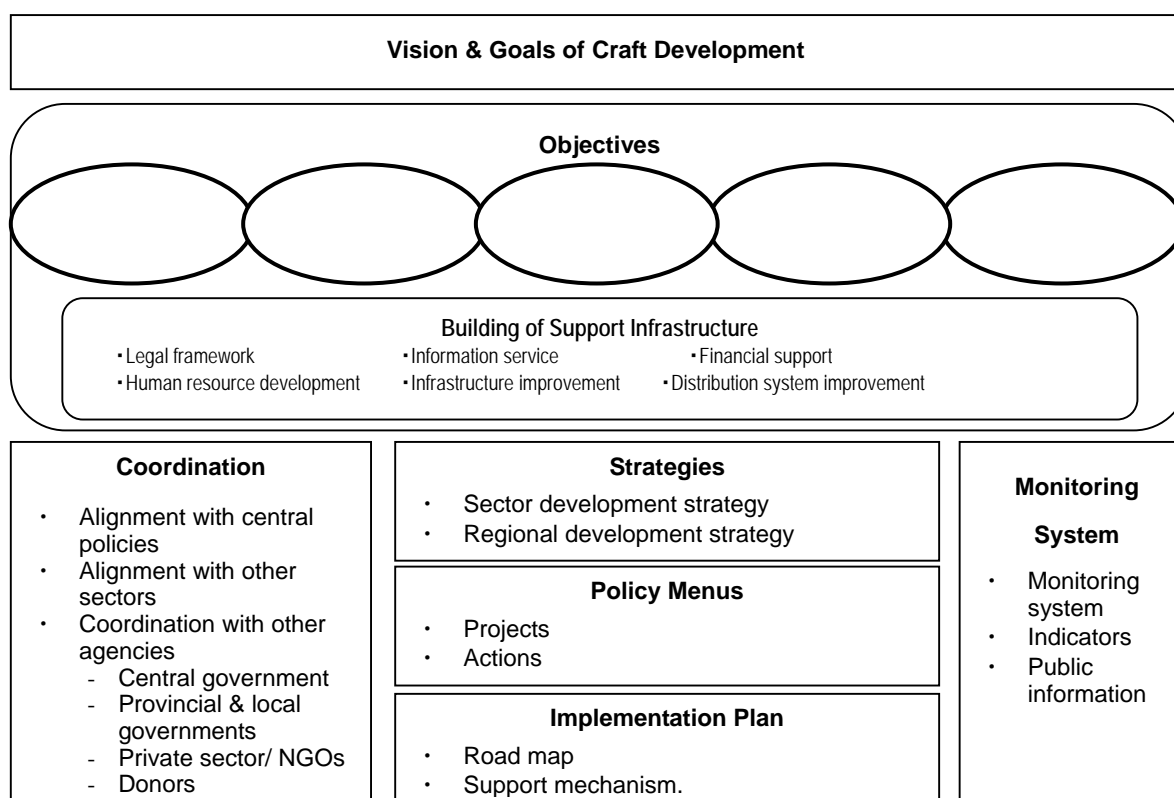 Vision & Goals of Craft Development
Objectives
Building of Support Infrastructure
・Legal framework ・Information service ・Financial support
・Human resource development ・Infrastructure improvement ・Distribution system improvement
Coordination
・ Alignment with central
policies
・ Alignment with other
sectors
・ Coordination with other
agencies
- Central government
- Provincial & local
governments
- Private sector/ NGOs
- Donors
Strategies
・ Sector development strategy
・ Regional development strategy
Policy Menus
・ Projects
・ Actions
Implementation Plan
・ Road map
・ Support mechanism.
Monitoring
System
・ Monitoring
system
・ Indicators
・ Public
information